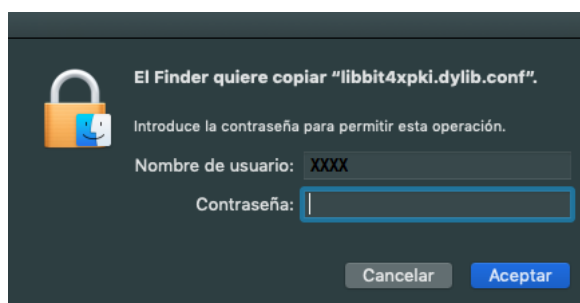 El Finder quiere copiar “libbit4xpki.dylib.conf”.
Introduce la contraseña para permitir esta operación.
Nombre de usuario: XXXX
Contraseña:
Cancelar Aceptar